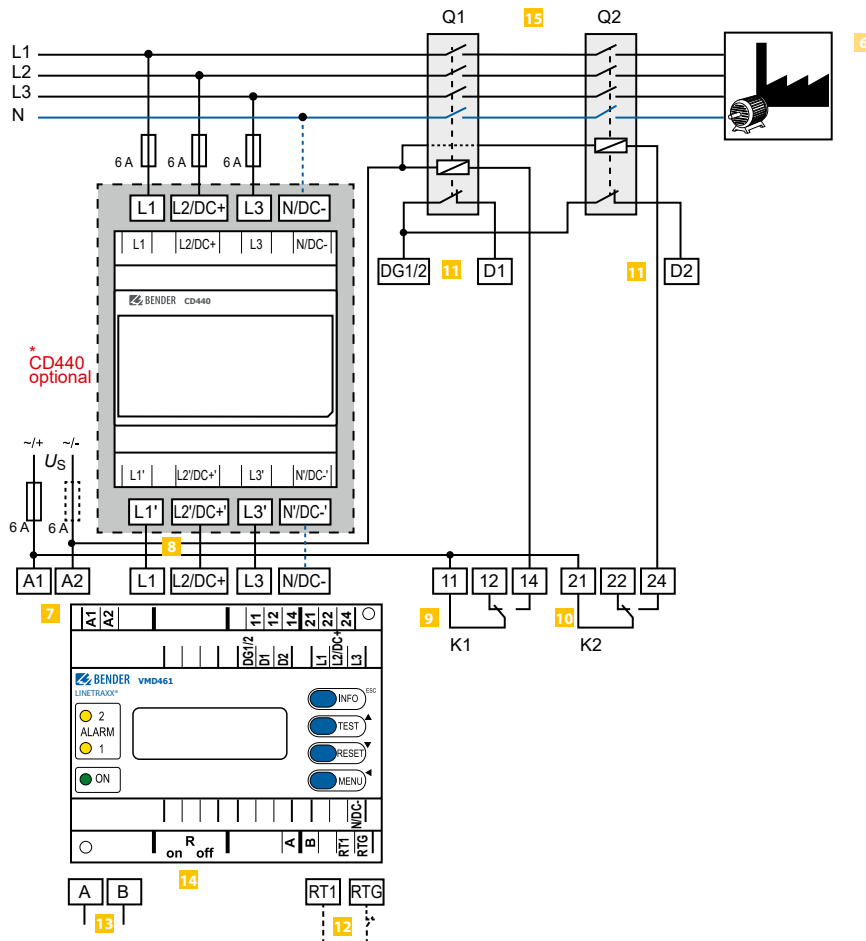 Q1 15 Q2
L1
L2
L3
N
6
6 A 6 A 6 A
L1 L2/DC+ L3 N/DC-
L1 L2/DC+ L3 N/DC-
DG1/2 11 D1 11 D2
BENDER CD440
*
CD440
optional
~/+ ~/-
US
L1' L2'/DC+' L3' N'/DC-'
L1' L2'/DC+' L3' N'/DC-'
6 A 6 A
8
A1 A2 L1 L2/DC+ L3 N/DC- 11 12 14 21 22 24
7 9 K1 10 K2
A1 A2 11 12 14 21 22 24
DG1/2 D1 D2 L1 L2/DC+ L3
BENDER VMD461
LINETRAXX®
INFO ESC
2
ALARM
1
TEST
RESET
ON
MENU
N/DC-
R
on off
A B RT1 RTG
14
A B RT1 RTG
13 12